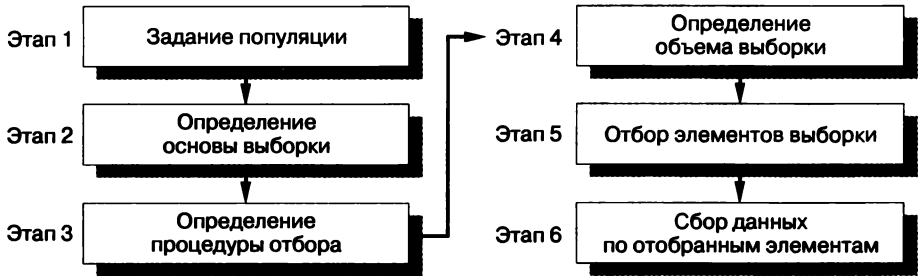 Этап 1
Задание популяции
Этап 2
Определение
основы выборки
Этап 3
Определение
процедуры отбора
Этап 4
Определение
объема выборки
Этап 5
Отбор элементов выборки
Этап 6
Сбор данных
по отобранным элементам